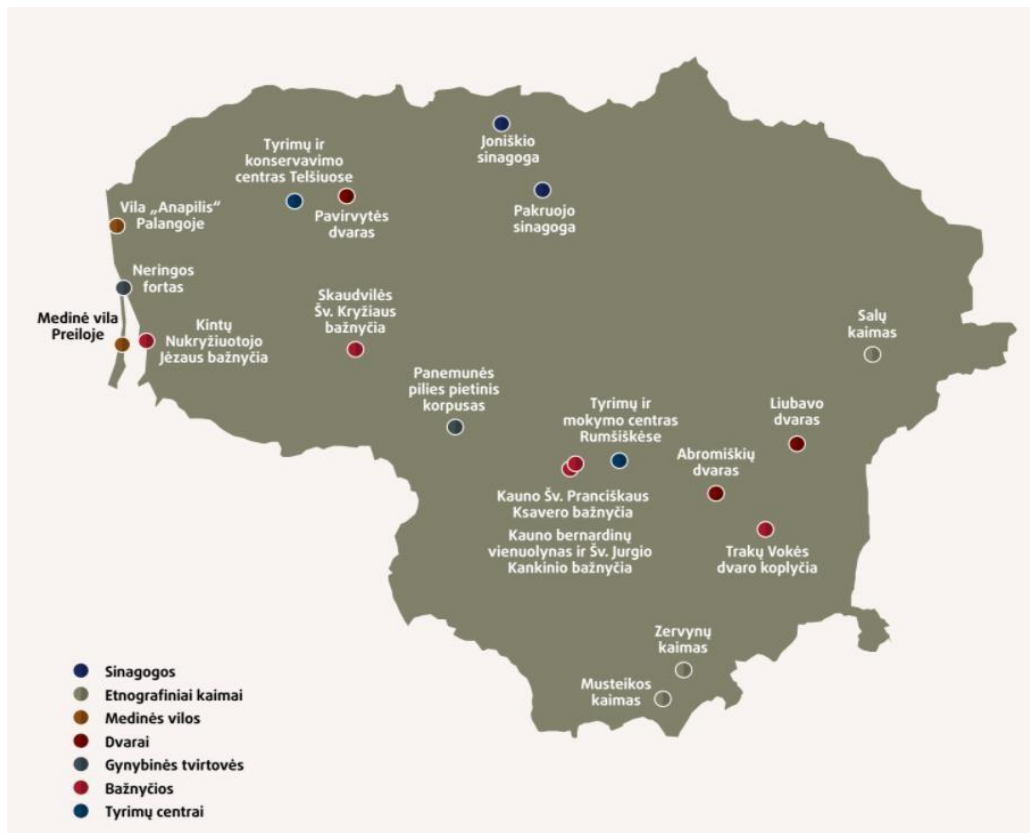 Joniškio
sinagoga
Tyrimų ir
konservavimo
centras Telšiuose
Pavirvytės
dvaras
Pakruojo
sinagoga
Vila „Anapilis“
Palangoje
Neringos
fortas
Medinė vila
Preiloje
Kintų
Nukryžiuotojo
Jėzaus bažnyčia
Skaudvilės
Šv. Kryžiaus
bažnyčia
Salų
kaimas
Panemunės
pilies pietinis
korpusas
Tyrimų ir
mokymo centras
Rumšiškėse
Liubavo
dvaras
Abromiškių
dvaras
Kauno Šv. Pranciškaus
Ksavero bažnyčia
Kauno bernardinų
vienuolynas ir Šv. Jurgio
Kankinio bažnyčia
Trakų Vokės
dvaro koplyčia
Zervynų
kaimas
Musteikos
kaimas
Sinagogos
Etnografiniai kaimai
Medinės vilos
Dvarai
Gynybinės tvirtovės
Bažnyčios
Tyrimų centrai